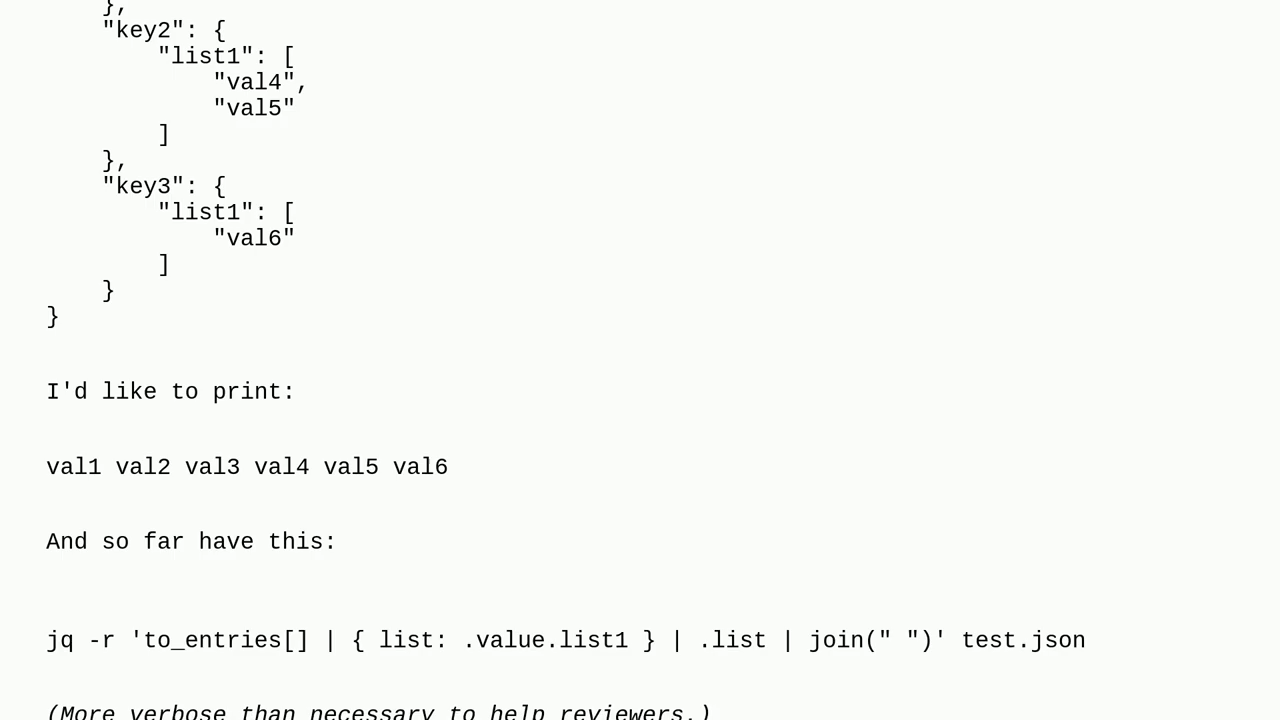 },
"key2": {
"list1": [
"val4",
"val5"
]
},
"key3": {
"list1": [
"val6"
]
}
}
I'd like to print:
val1 val2 val3 val4 val5 val6
And so far have this:
jq -r 'to_entries[] | { list: .value.list1 } | .list | join(" ")' test.json
(More verbose than necessary to help reviewers.)